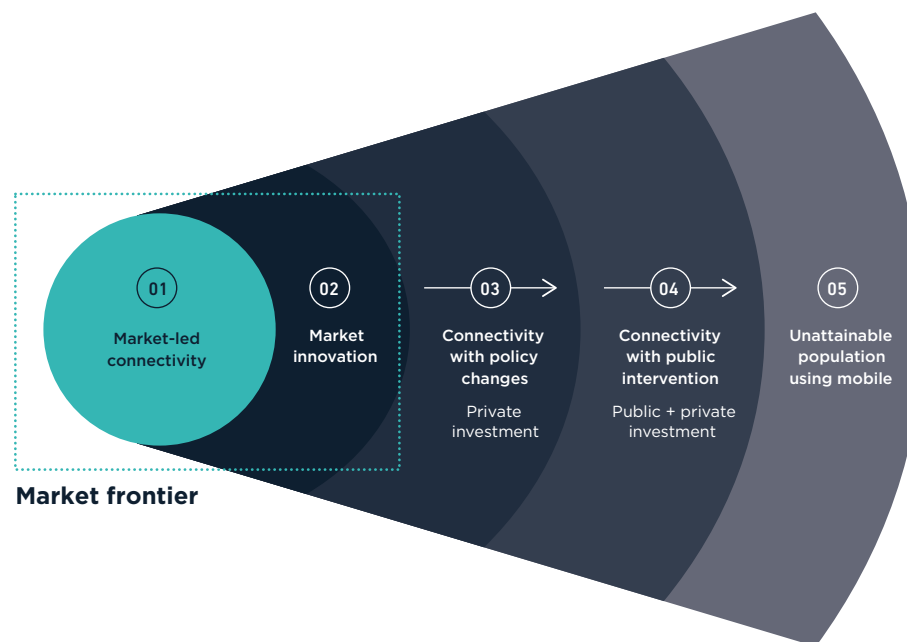 01
Market-led
connectivity
02
Market
innovation
03
Connectivity
with policy
changes
Private
investment
04
Connectivity
with public
intervention
Public + private
investment
05
Unattainable
population
using mobile
Market frontier